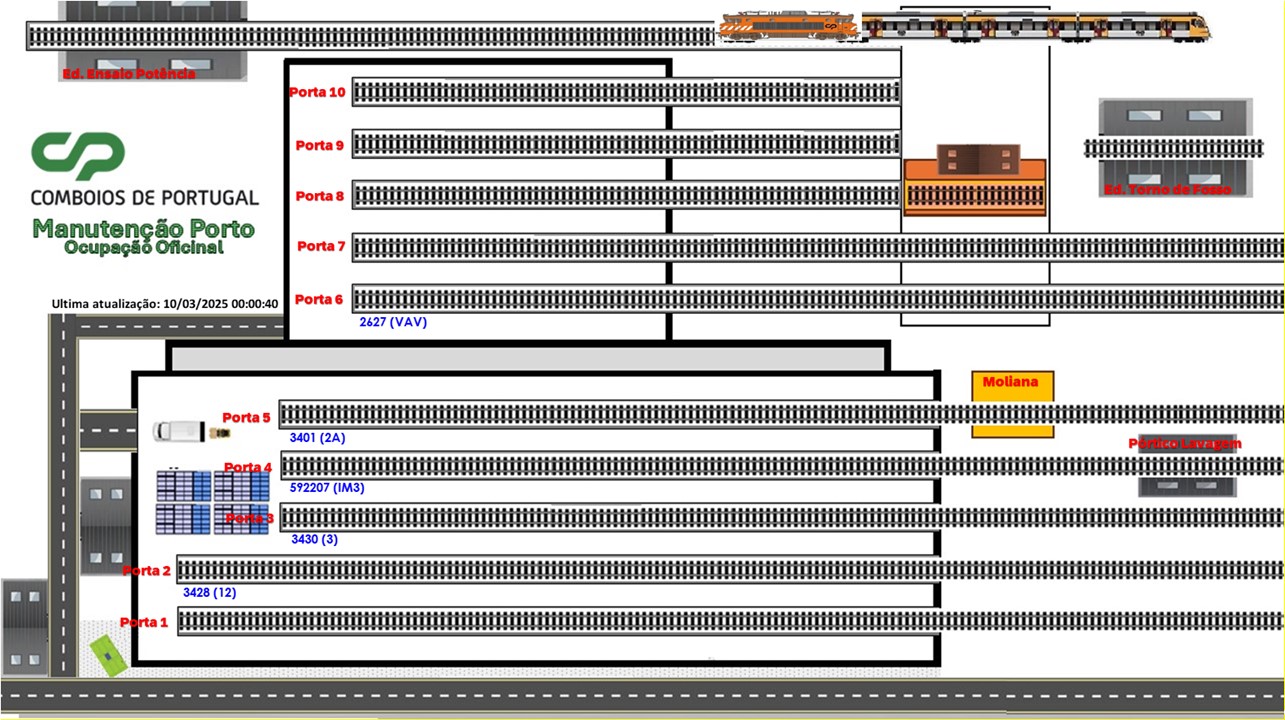 Ed. Ensaio Potência
Porta 10
Porta 9
COMBOIOS DE PORTUGAL
Manutenção Porto
Ocupação Oficinal
Porta 8
Ed. Torno de Fosso
Porta 7
Ultima atualização: 10/03/2025 00:00:40
Porta 6
2627 (VAV)
Moliana
Porta 5
3401 (2A)
Pórtico Lavagem
Porta 4
592207 (IM3)
Porta 3
3430 (3)
Porta 2
3428 (12)
Porta 1